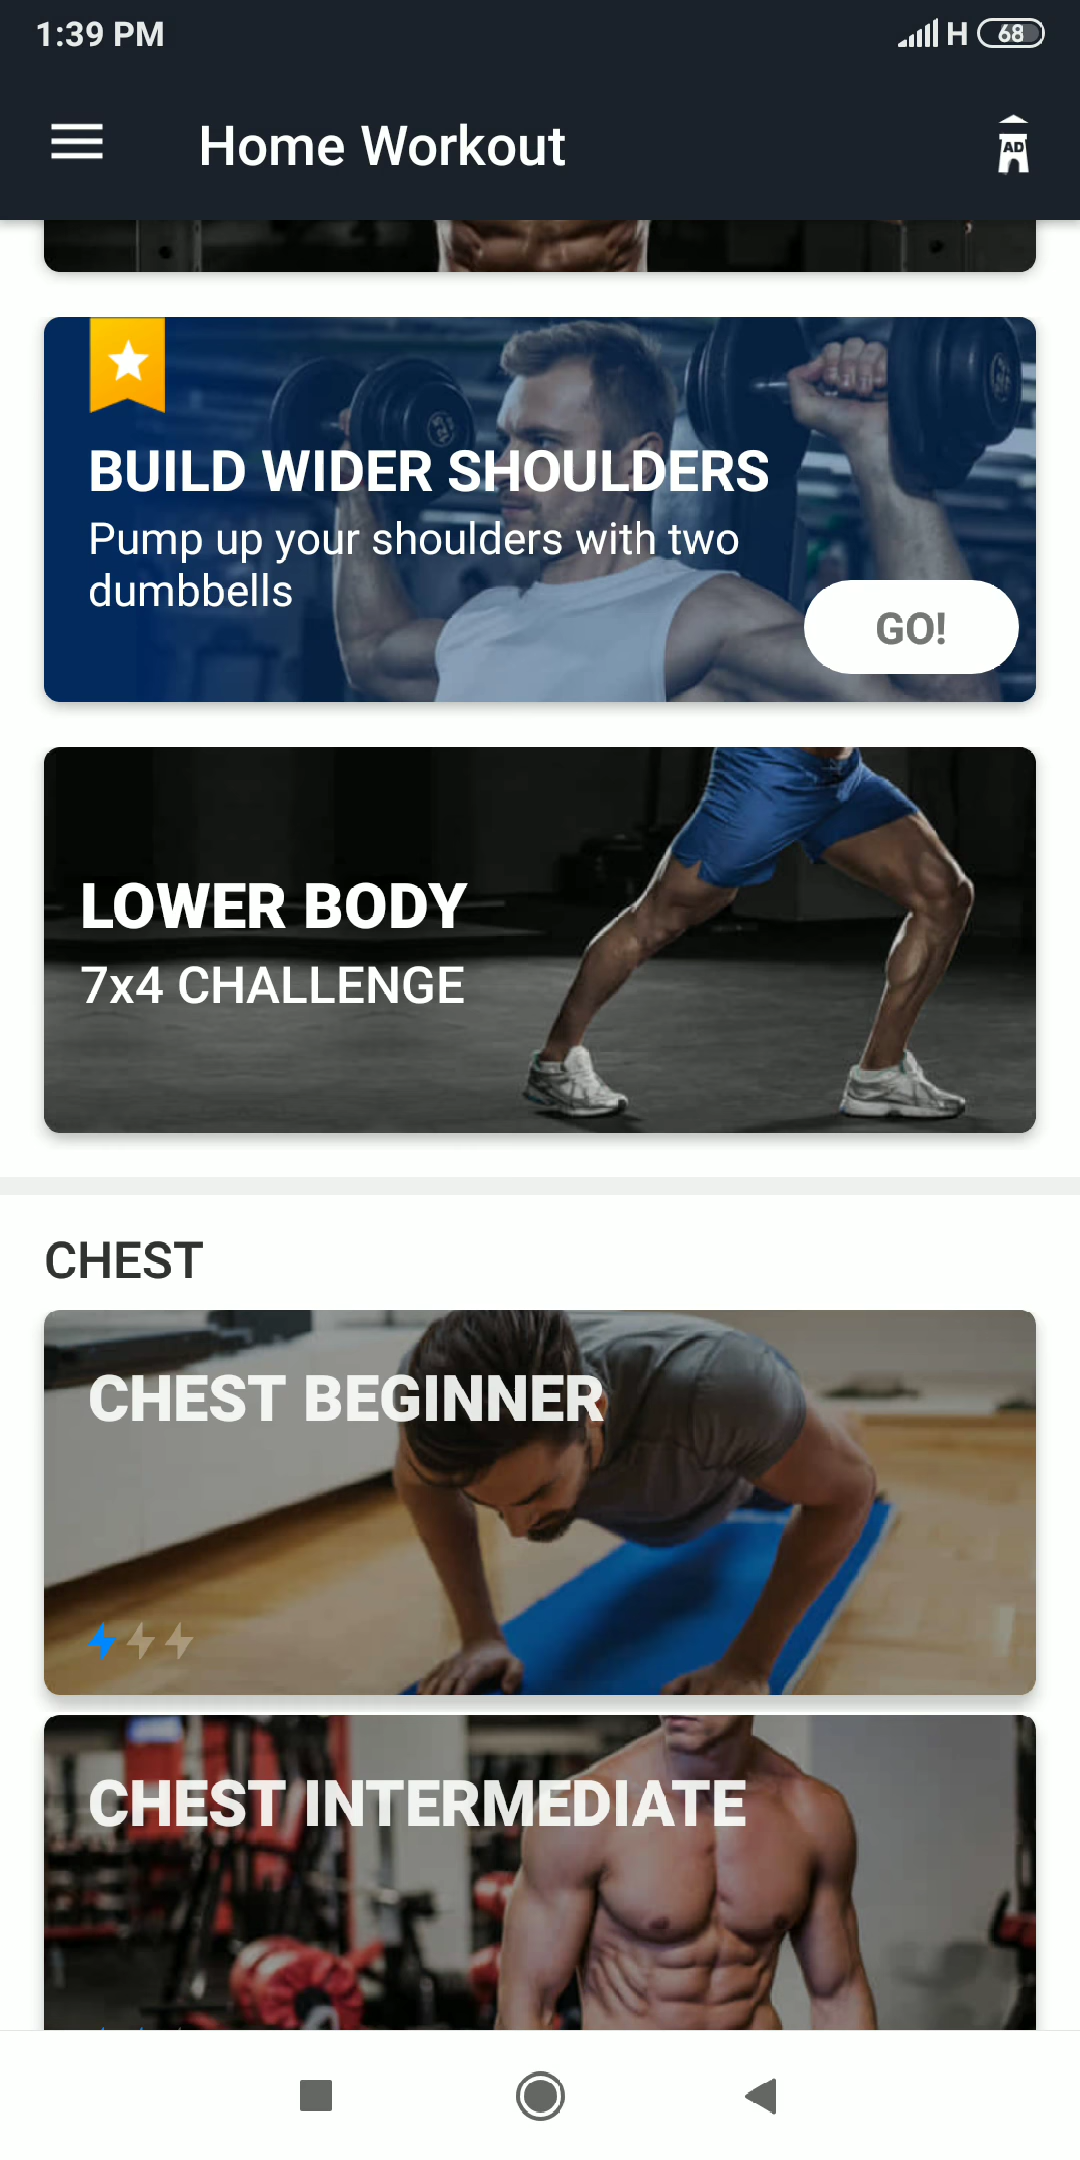 1:39 PM
H
68
Home Workout
AD
BUILD WIDER SHOULDERS
Pump up your shoulders with two
dumbbells
GO!
LOWER BODY
7x4 CHALLENGE
CHEST
CHEST BEGINNER
CHEST INTERMEDIATE